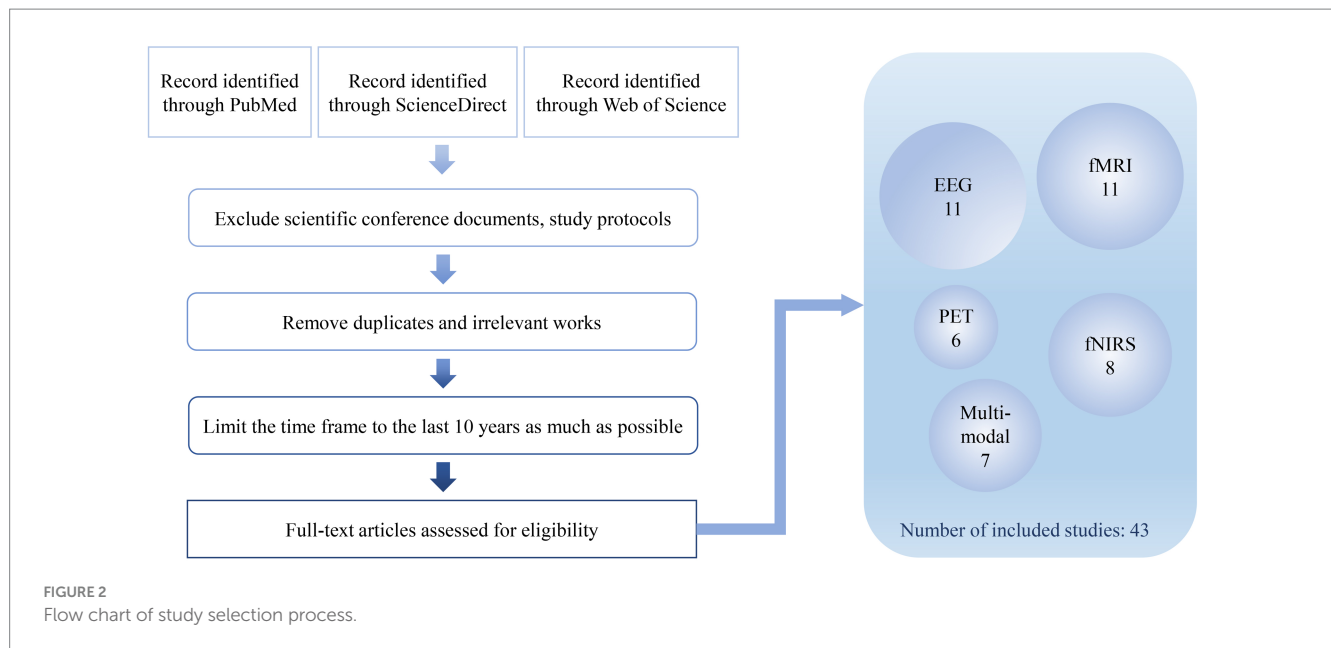 Record identified
through PubMed
Record identified
through ScienceDirect
Record identified
through Web of Science
Exclude scientific conference documents, study protocols
Remove duplicates and irrelevant works
Limit the time frame to the last 10 years as much as possible
Full-text articles assessed for eligibility
EEG
11
fMRI
11
PET
6
fNIRS
8
Multi-
modal
7
Number of included studies: 43
FIGURE 2
Flow chart of study selection process.